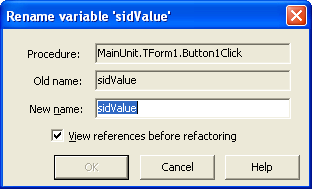 Rename variable 'sidValue'
Procedure: MainUnit.TForm1.Button1Click
Old name: sidValue
New name: sidValue
View references before refactoring
OK Cancel Help